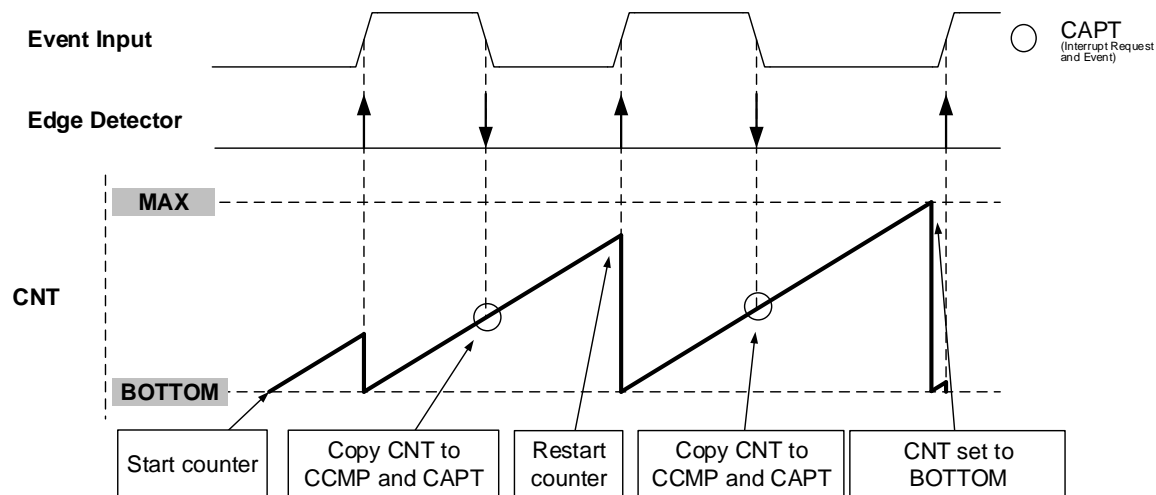 Event Input
CAPT
(Interrupt Request
and Event)
Edge Detector
MAX
CNT
BOTTOM
Start counter
Copy CNT to
CCMP and CAPT
Restart
counter
Copy CNT to
CCMP and CAPT
CNT set to
BOTTOM